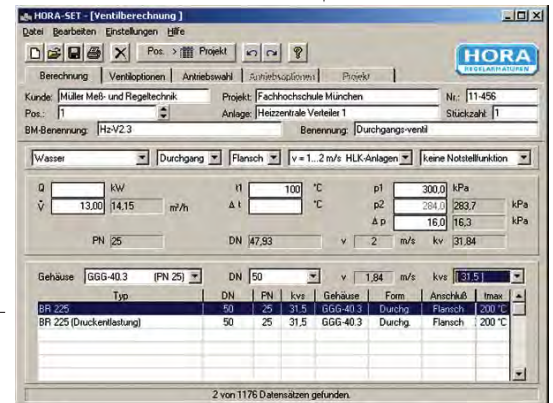 HORA-SET - [Ventilberechnung ]
Datei Bearbeiten Einstellungen Hilfe
Pos. > Projekt
HORA
REGELARMATUREN
Berechnung Ventiloptionen Antriebswahl Antriebsoptionen Projekt
Kunde: Müller Meß- und Regeltechnik Projekt: Fachhochschule München Nr.: 11-456
Pos.: 1 Anlage: Heizzentrale Verteiler 1 Stückzahl: 1
BM-Benennung: Hz-V2.3 Benennung: Durchgangs-ventil
Wasser Durchgang Flansch v = 1...2 m/s HLK-Anlagen keine Notstellfunktion
Q kW t1 100 °C p1 300,0 kPa
V 13,00 14,15 m³/h Δ t °C p2 284,0 283,7 kPa
Δ p 16,0 16,3 kPa
PN 25 DN 47,93 v 2 m/s kv 31,84
Gehäuse GGG-40.3 (PN 25) DN 50 v 1,84 m/s kvs 31,5
Typ DN PN kvs Gehäuse Form Anschluß tmax
BR 225 50 25 31,5 GGG-40.3 Durchg. Flansch 200 °C
BR 225 (Druckentlastung) 50 25 31,5 GGG-40.3 Durchg. Flansch 200 °C
2 von 1176 Datensätzen gefunden.